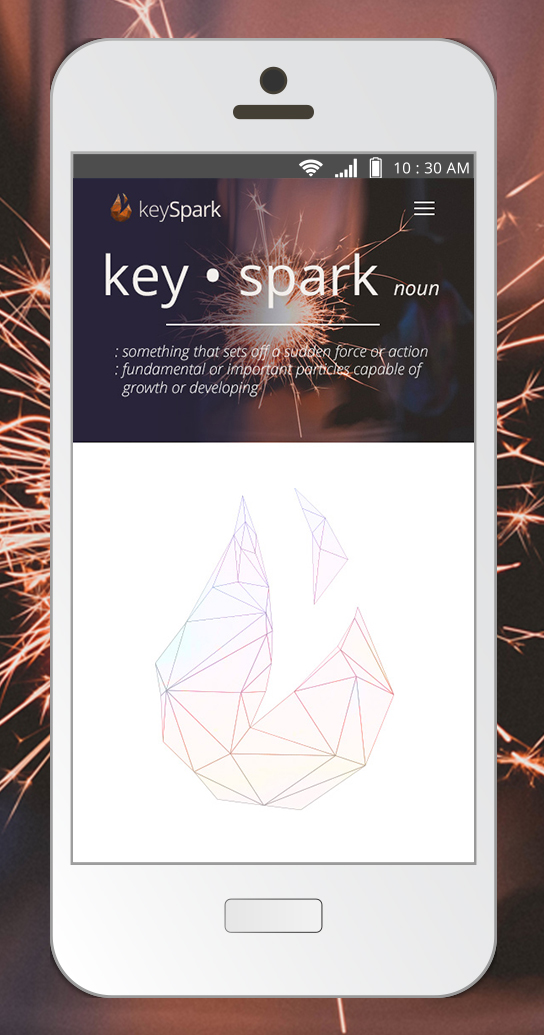 10 : 30 AM
keySpark
key • spark noun
: something that sets off a sudden force or action
: fundamental or important particles capable of
growth or developing